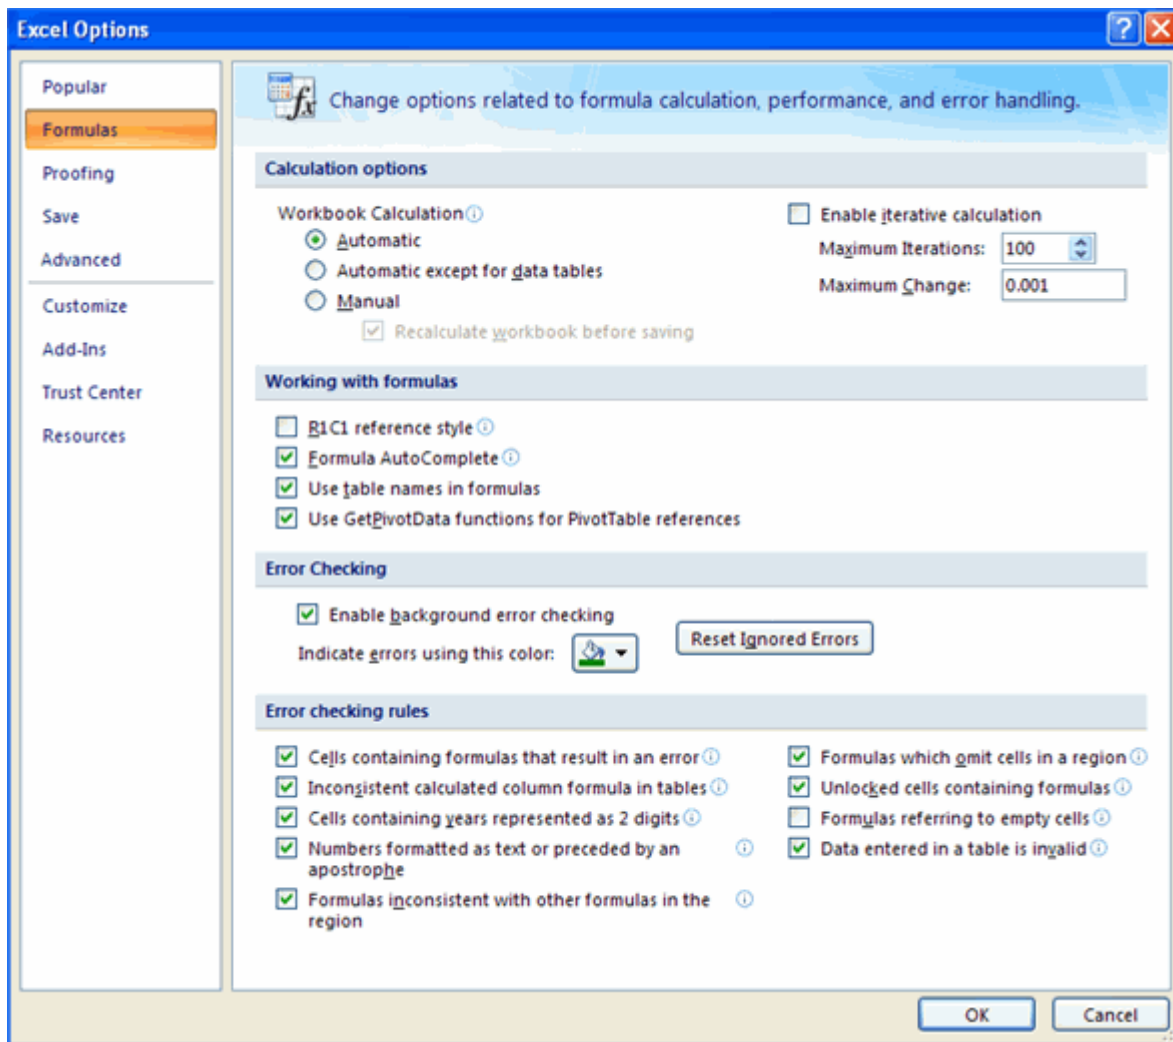 Excel Options
Popular
Formulas
Proofing
Save
Advanced
Customize
Add-Ins
Trust Center
Resources
Change options related to formula calculation, performance, and error handling.
Calculation options
Workbook Calculation
Automatic
Automatic except for data tables
Manual
Recalculate workbook before saving
Enable iterative calculation
Maximum Iterations: 100
Maximum Change: 0.001
Working with formulas
R1C1 reference style
Formula AutoComplete
Use table names in formulas
Use GetPivotData functions for PivotTable references
Error Checking
Enable background error checking
Indicate errors using this color:
Reset Ignored Errors
Error checking rules
Cells containing formulas that result in an error
Inconsistent calculated column formula in tables
Cells containing years represented as 2 digits
Numbers formatted as text or preceded by an
apostrophe
Formulas inconsistent with other formulas in the
region
Formulas which omit cells in a region
Unlocked cells containing formulas
Formulas referring to empty cells
Data entered in a table is invalid
OK
Cancel